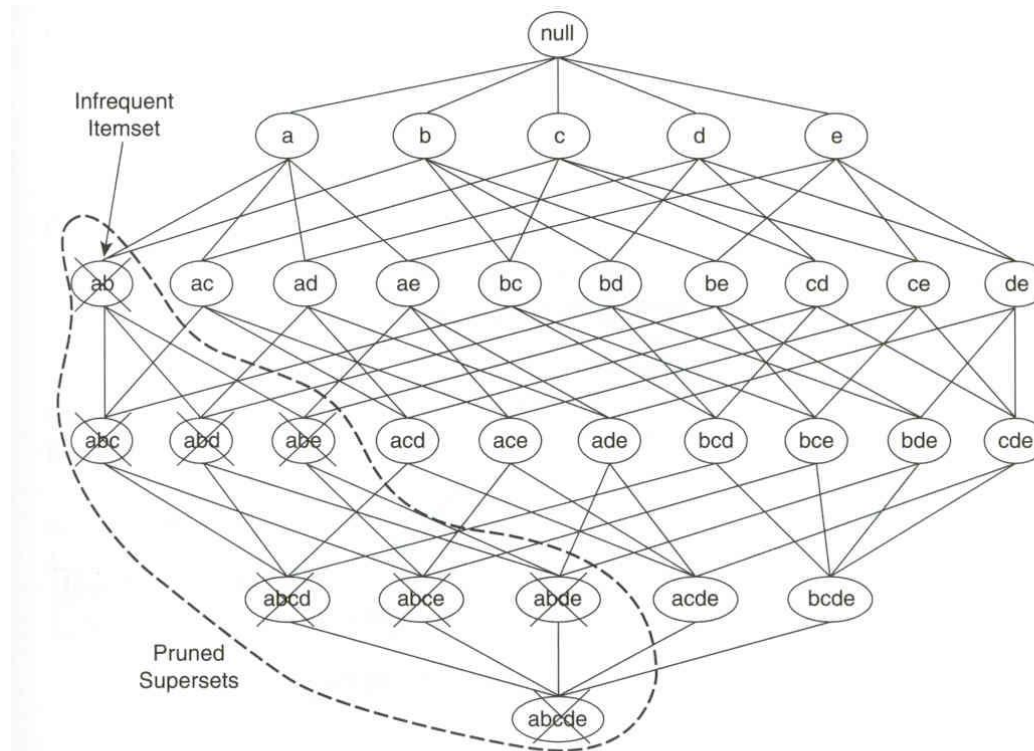 null
Infrequent
Itemset
a b c d e
ab ac ad ae bc bd be cd ce de
abc abd abe acd ace ade bcd bce bde cde
abcd abce abde acde bcde
Pruned
Supersets
abcde